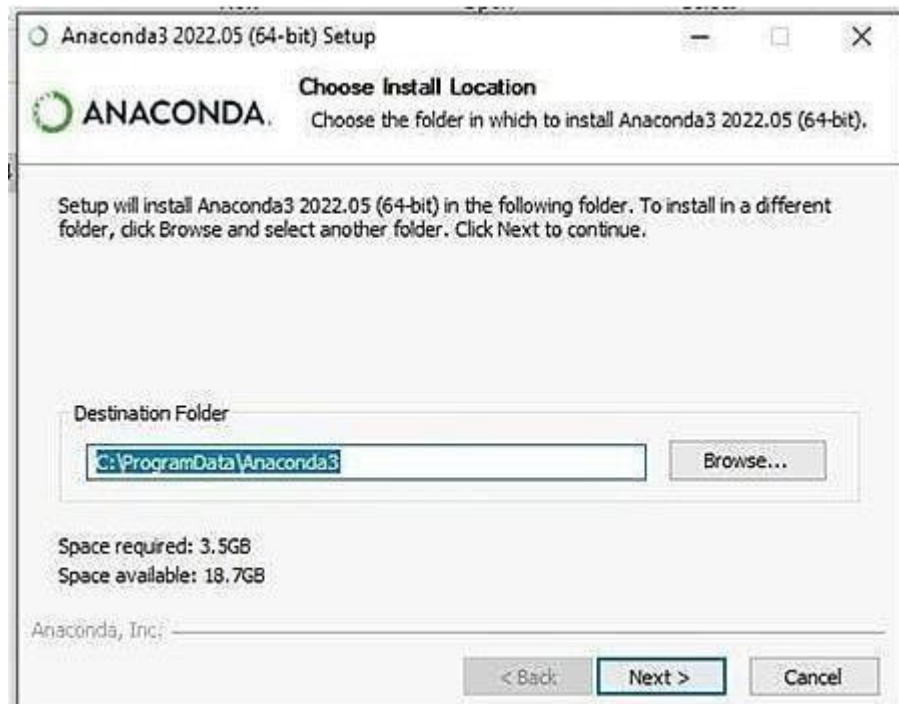 Anaconda3 2022.05 (64-bit) Setup
ANACONDA.
Choose Install Location
Choose the folder in which to install Anaconda3 2022.05 (64-bit).
Setup will install Anaconda3 2022.05 (64-bit) in the following folder. To install in a different
folder, click Browse and select another folder. Click Next to continue.
Destination Folder
C:\ProgramData\Anaconda3
Browse...
Space required: 3.5GB
Space available: 18.7GB
Anaconda, Inc.
< Back
Next >
Cancel